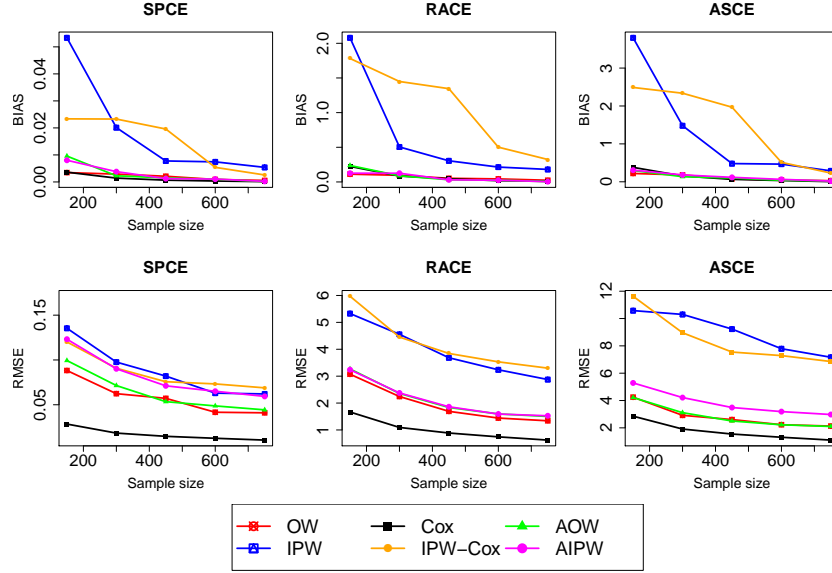 SPCE RACE ASCE
BIAS 0.00 0.02 0.04
BIAS 0.0 1.0 2.0
BIAS 0 1 2 3
200 400 600 200 400 600 200 400 600
Sample size Sample size Sample size
SPCE RACE ASCE
RMSE 0.05 0.15
RMSE 1 2 3 4 5 6
RMSE 2 4 6 8 12
200 400 600 200 400 600 200 400 600
Sample size Sample size Sample size
OW Cox AOW
IPW IPW-Cox AIPW